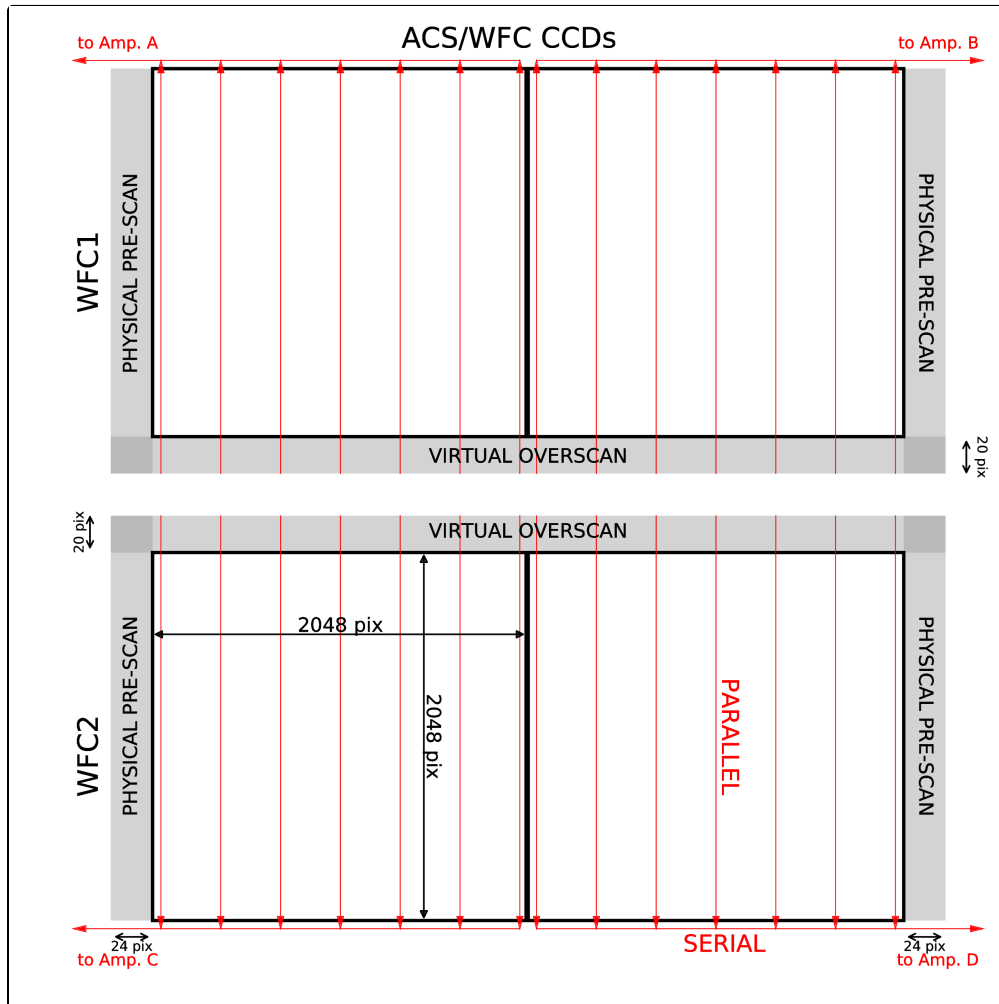 ACS/WFC CCDs
to Amp. A
to Amp. B
WFC1
PHYSICAL PRE-SCAN
PHYSICAL PRE-SCAN
VIRTUAL OVERSCAN
20 pix
20 pix
VIRTUAL OVERSCAN
WFC2
PHYSICAL PRE-SCAN
2048 pix
2048 pix
PARALLEL
PHYSICAL PRE-SCAN
24 pix
SERIAL
24 pix
to Amp. C
to Amp. D